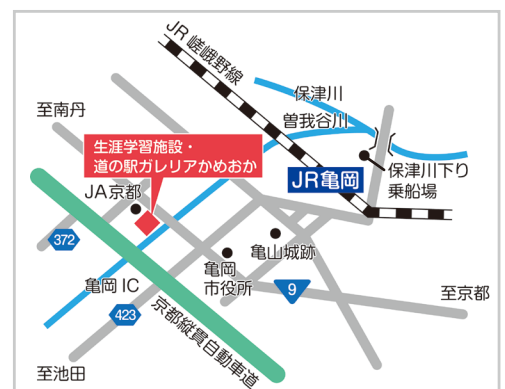 JR嵯峨野線
保津川
曽我谷川
至南丹
生涯学習施設・
道の駅ガレリアかめおか
JR亀岡
保津川下り
乗船場
JA京都
372
亀山城跡
亀岡
市役所
亀岡IC
9
至京都
423
京都縦貫自動車道
至池田